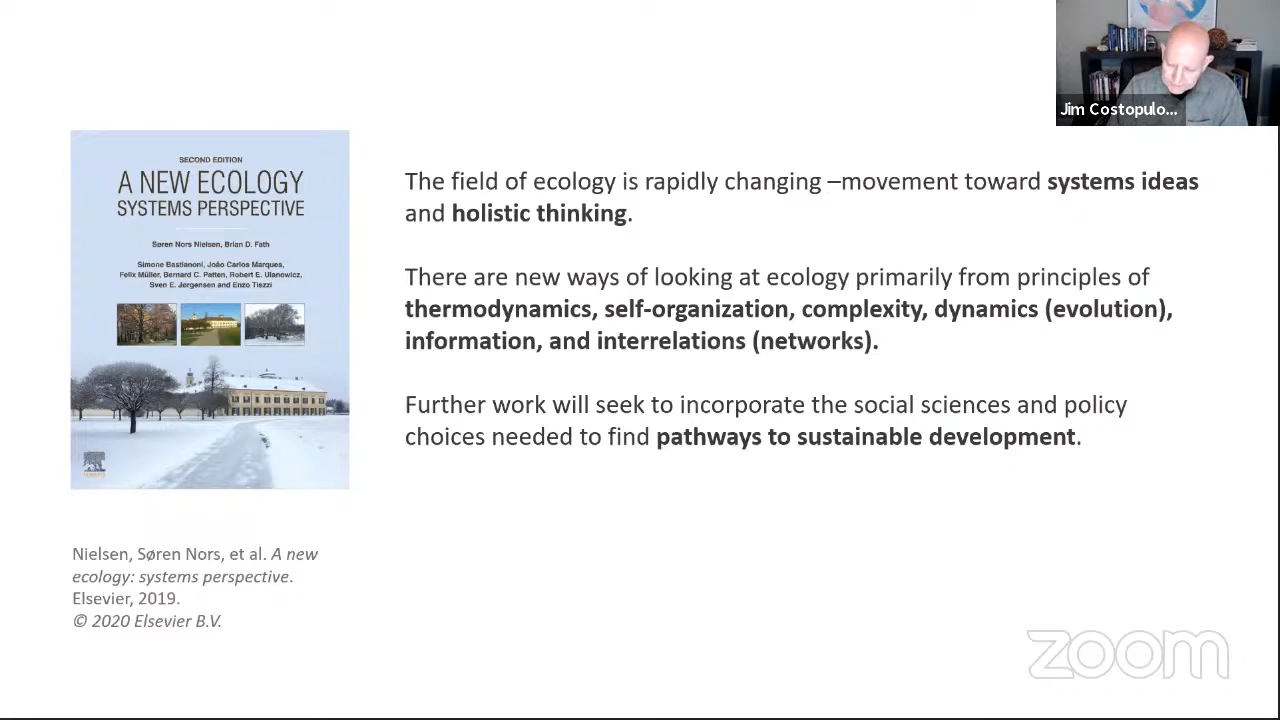 Jim Costopulo...
SECOND EDITION
A NEW ECOLOGY
SYSTEMS PERSPECTIVE
Søren Nors Nielsen, Brian D. Fath
Simone Bastianoni, João Carlos Marques,
Felix Müller, Bernard C. Patten, Robert E. Ulanowicz,
Sven E. Jørgensen and Enzo Tiezzi
ELSEVIER
The field of ecology is rapidly changing –movement toward systems ideas
and holistic thinking.
There are new ways of looking at ecology primarily from principles of
thermodynamics, self-organization, complexity, dynamics (evolution),
information, and interrelations (networks).
Further work will seek to incorporate the social sciences and policy
choices needed to find pathways to sustainable development.
Nielsen, Søren Nors, et al. A new
ecology: systems perspective.
Elsevier, 2019.
© 2020 Elsevier B.V.
zoom